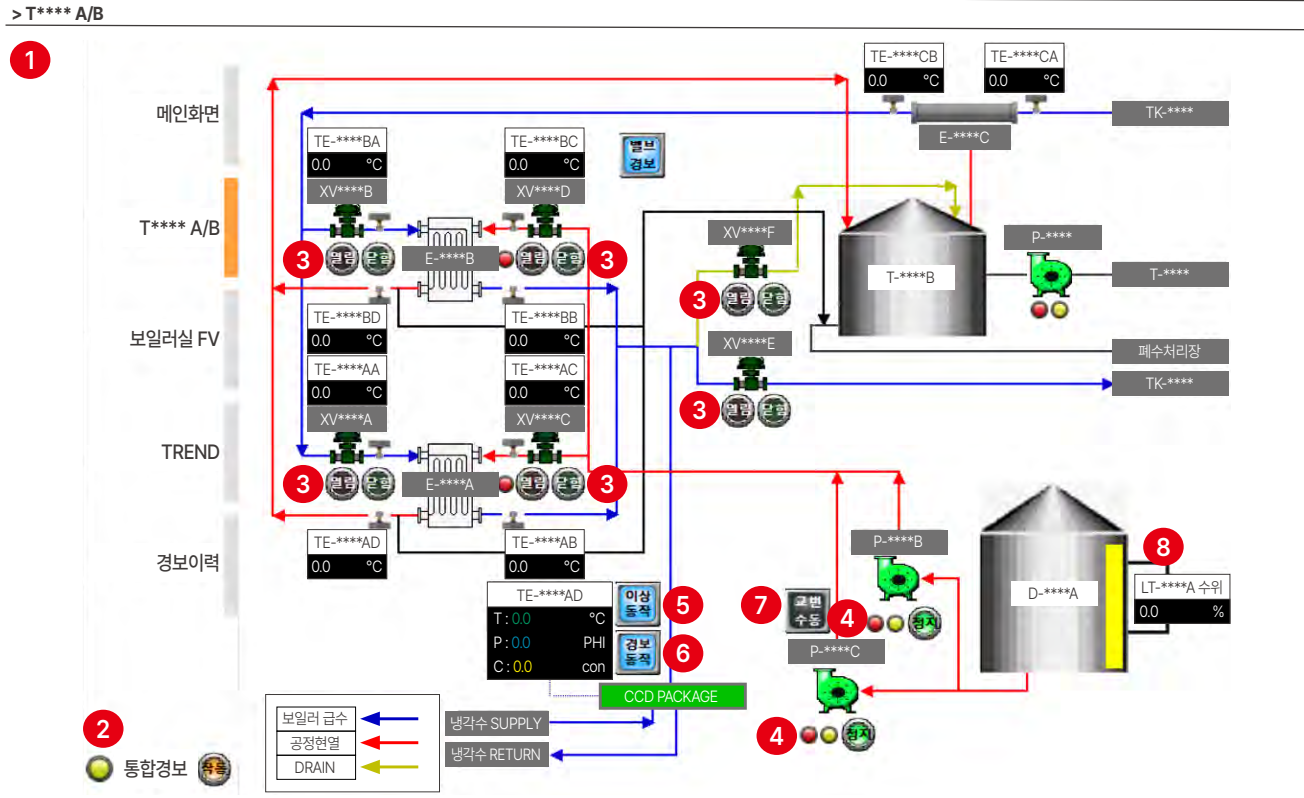 > T**** A/B
1
메인화면
T**** A/B
보일러실 FV
TREND
경보이력
2
통합경보
작동
TE-****CB
0.0 °C
TE-****CA
0.0 °C
TK-****
E-****C
TE-****BA
0.0 °C
XV****B
TE-****BC
0.0 °C
XV****D
밸브
경보
3
열림 닫힘
E-****B
열림 닫힘
3
XV****F
3
열림 닫힘
T-****B
P-****
T-****
TE-****BD
0.0 °C
TE-****BB
0.0 °C
XV****E
3
열림 닫힘
폐수처리장
TK-****
TE-****AA
0.0 °C
XV****A
TE-****AC
0.0 °C
XV****C
3
열림 닫힘
E-****A
열림 닫힘
3
TE-****AD
0.0 °C
TE-****AB
0.0 °C
TE-****AD
T : 0.0 °C
P : 0.0 PHI
C : 0.0 con
이상
동작
5
경보
동작
6
CCD PACKAGE
7
교번
수동
P-****B
4
정지
P-****C
4
정지
D-****A
8
LT-****A 수위
0.0 %
보일러 급수
공정현열
DRAIN
냉각수 SUPPLY
냉각수 RETURN